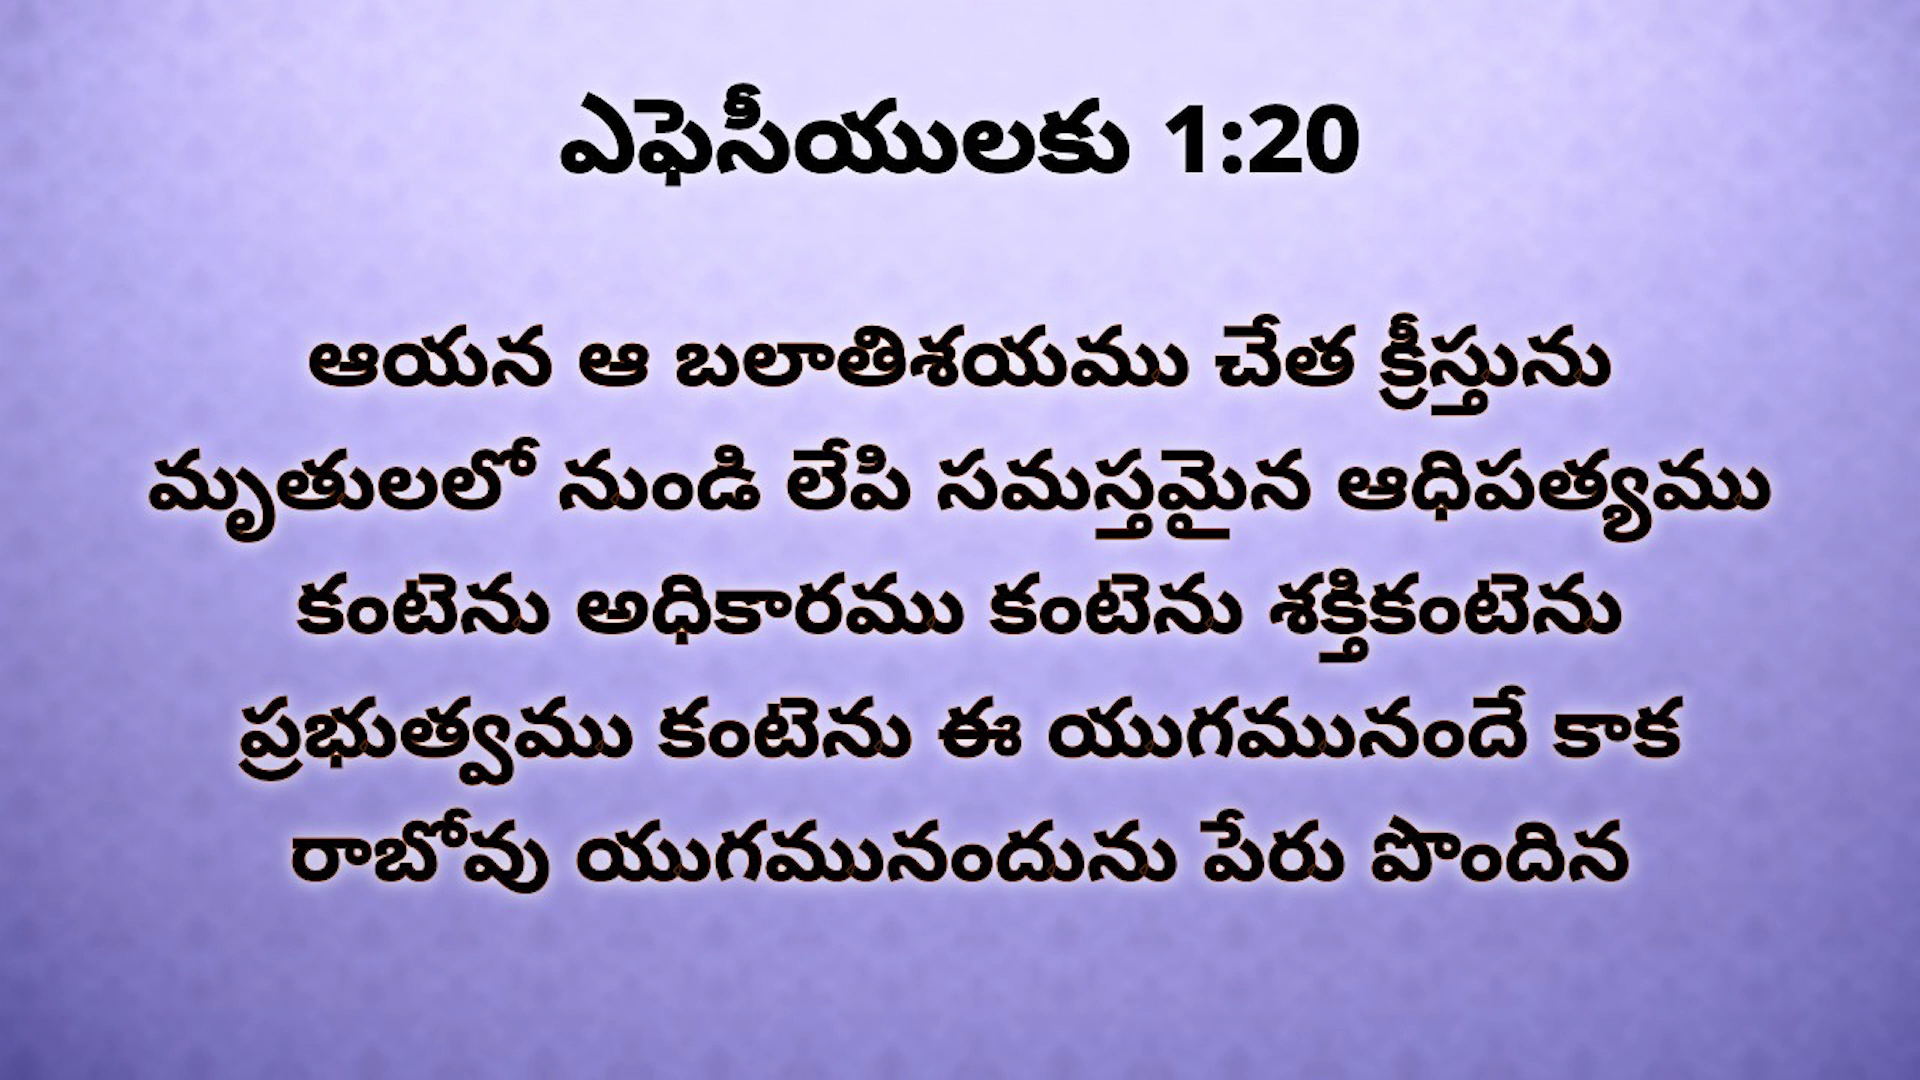 ఎఫెసీయులకు 1:20
ఆయన ఆ బలాతిశయము చేత క్రీస్తును
మృతులలో నుండి లేపి సమస్తమైన ఆధిపత్యము
కంటెను అధికారము కంటెను శక్తికంటెను
ప్రభుత్వము కంటెను ఈ యుగమునందే కాక
రాబోవు యుగమునందును పేరు పొందిన